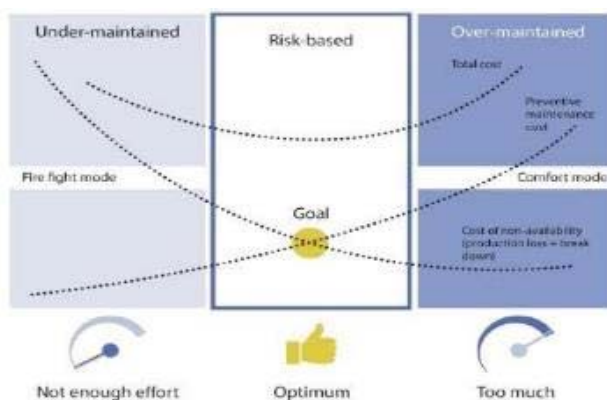 Under-maintained
Risk-based
Over-maintained
Total cost
Preventive
maintenance
cost
Fire fight mode
Comfort mode
Goal
Cost of non-availability
(production loss + break
down)
Not enough effort
Optimum
Too much